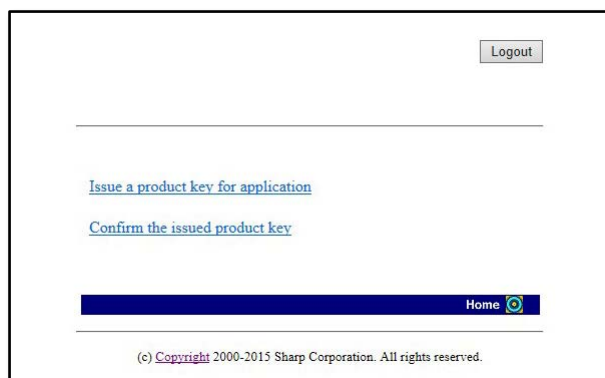 Logout
Issue a product key for application
Confirm the issued product key
Home
(c) Copyright 2000-2015 Sharp Corporation. All rights reserved.